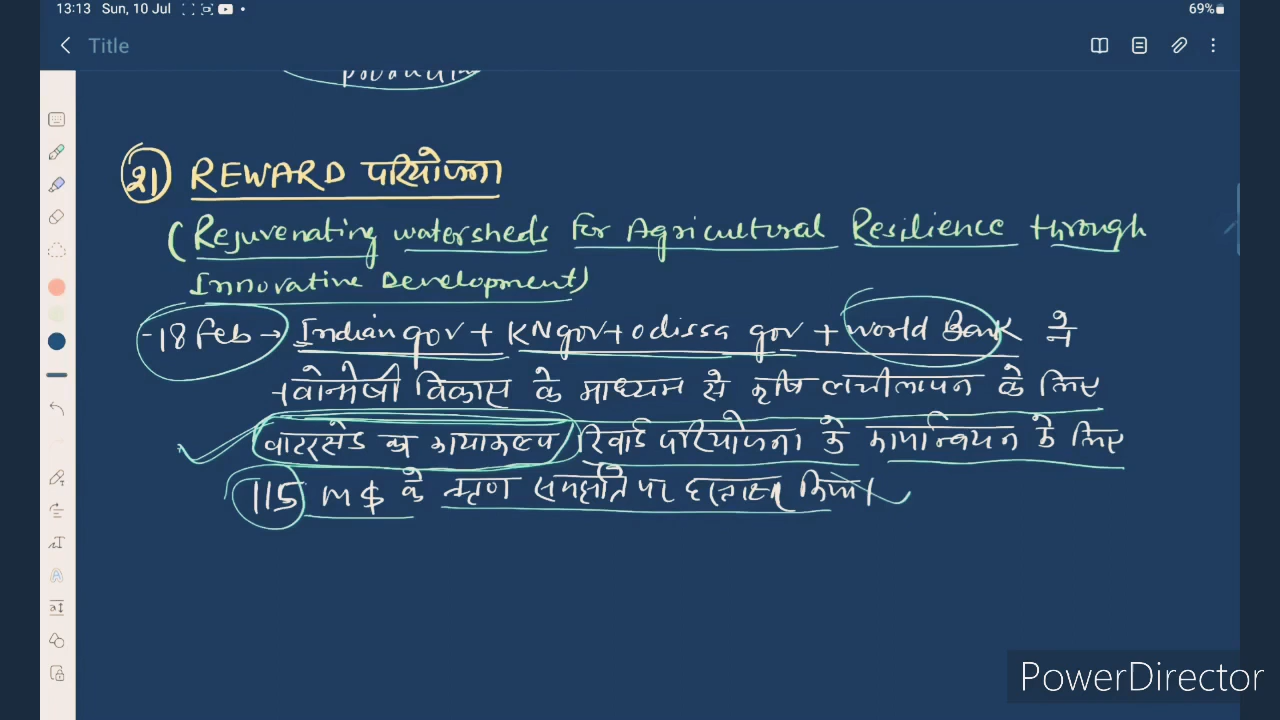 13:13 Sun, 10 Jul
69%
Title
21 REWARD परियोजना
(Rejuvenating watersheds for Agricultural Resilience through
Innovative Development)
-18 Feb → Indian gov + KN gov + odissa gov + world Bank ने
नवोन्मेषी विकास के माध्यम से कृषि लचीलापन के लिए
वाटरसेड का कायाकल्प रिवार्ड परियोजना के कार्यान्वियन के लिए
115 M $ के ऋण समझौते पर हस्ताक्षर किया।
PowerDirector